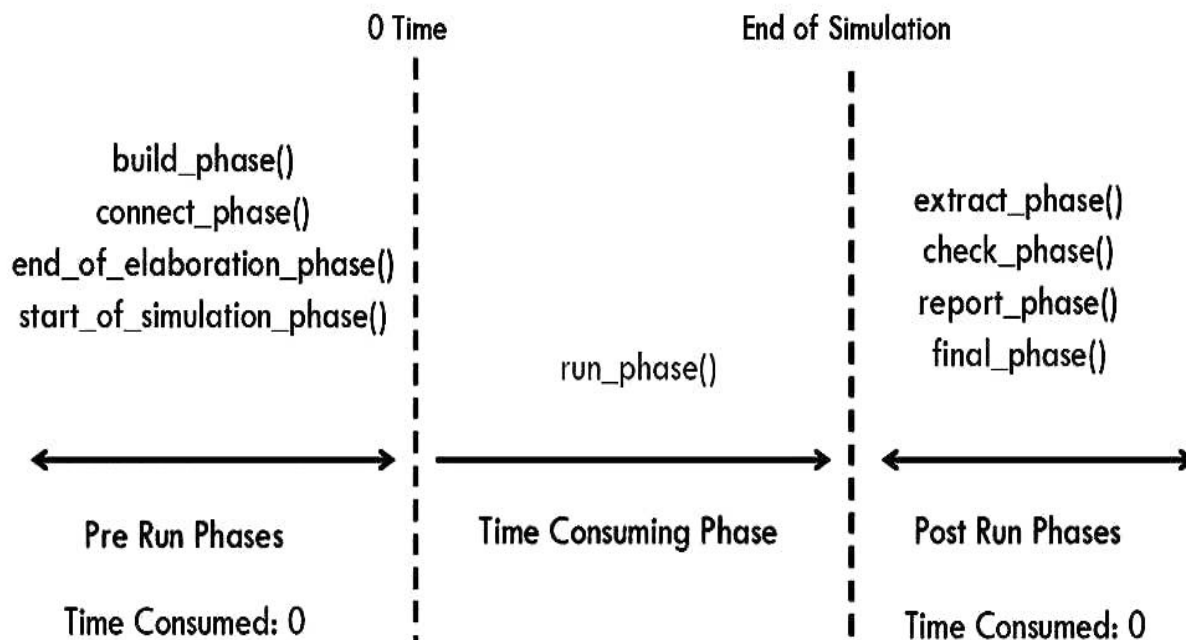 0 Time
End of Simulation
build_phase()
connect_phase()
end_of_elaboration_phase()
start_of_simulation_phase()
run_phase()
extract_phase()
check_phase()
report_phase()
final_phase()
Pre Run Phases
Time Consuming Phase
Post Run Phases
Time Consumed: 0
Time Consumed: 0